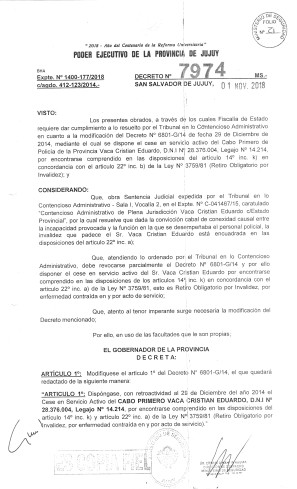 "2018 - Año del Centenario de la Reforma Universitaria"
PODER EJECUTIVO DE LA PROVINCIA DE JUJUY
Expte. Nº 1400-177/2018
c/agdo. 412-123/2014.-
DECRETO Nº 7974 MS.-
SAN SALVADOR DE JUJUY, 01 NOV. 2018
VISTO:
Los presentes obrados, a través de los cuales Fiscalía de Estado
requiere dar cumplimiento a lo resuelto por el Tribunal en lo Contencioso Administrativo
en cuanto a la modificación del Decreto Nº 6801-G/14 de fecha 29 de Diciembre
de 2014, mediante el cual se dispone el cese en servicio activo del Cabo Primero de
Policía de la Provincia Vaca Cristian Eduardo, D.N.I. Nº 28.376.004, Legajo Nº 14.214,
por encontrarse comprendido en las disposiciones del artículo 14º inc. k) en
concordancia con el artículo 22º inc. b) de la Ley Nº 3759/81 (Retiro Obligatorio por
Invalidez); y
CONSIDERANDO:
Que, obra Sentencia Judicial expedida por el Tribunal en lo
Contencioso Administrativo - Sala I, Vocalía 2, en el Expte. Nº C-041467/15, caratulado
"Contencioso Administrativo de Plena Jurisdicción Vaca Cristian Eduardo c/Estado
Provincial", por la cual resuelve que dada la convicción cabal de conexidad causal entre
la incapacidad provocada y la función en la que se desempeñaba el personal policial, la
invalidez que padece el Sr. Vaca Cristian Eduardo está encuadrada en las
disposiciones del artículo 22º inc. a);
Que, atendiendo lo ordenado por el Tribunal en lo Contencioso
Administrativo, debe revocarse parcialmente el Decreto Nº 6801-G/14 y por ello
disponer el cese en servicio activo del Sr. Vaca Cristian Eduardo por encontrarse
comprendido en las disposiciones del artículo 14º inc. k) en concordancia con el
artículo 22º inc. a) de la Ley Nº 3759/81, esto es Retiro Obligatorio por Invalidez, por
enfermedad contraída en y por acto de servicio;
Que, atento al tenor imperante surge necesaria la modificación del
Decreto mencionado;
Por ello, en uso de las facultades que le son propias;
EL GOBERNADOR DE LA PROVINCIA
D E C R E T A:
ARTÍCULO 1º: Modifíquese el artículo 1º del Decreto Nº 6801-G/14, el que quedará
redactado de la siguiente manera:
"ARTÍCULO 1º: Dispóngase, con retroactividad al 29 de Diciembre del año 2014 el
Cese en Servicio Activo del CABO PRIMERO VACA CRISTIAN EDUARDO, D.N.I Nº
28.376.004, Legajo Nº 14.214, por encontrarse comprendido en las disposiciones del
artículo 14º inc. k) en concordancia con el
artículo 22º inc. a) de la Ley Nº 3759/81 (Retiro Obligatorio por Invalidez,
por enfermedad contraída en y por acto de servicio)."